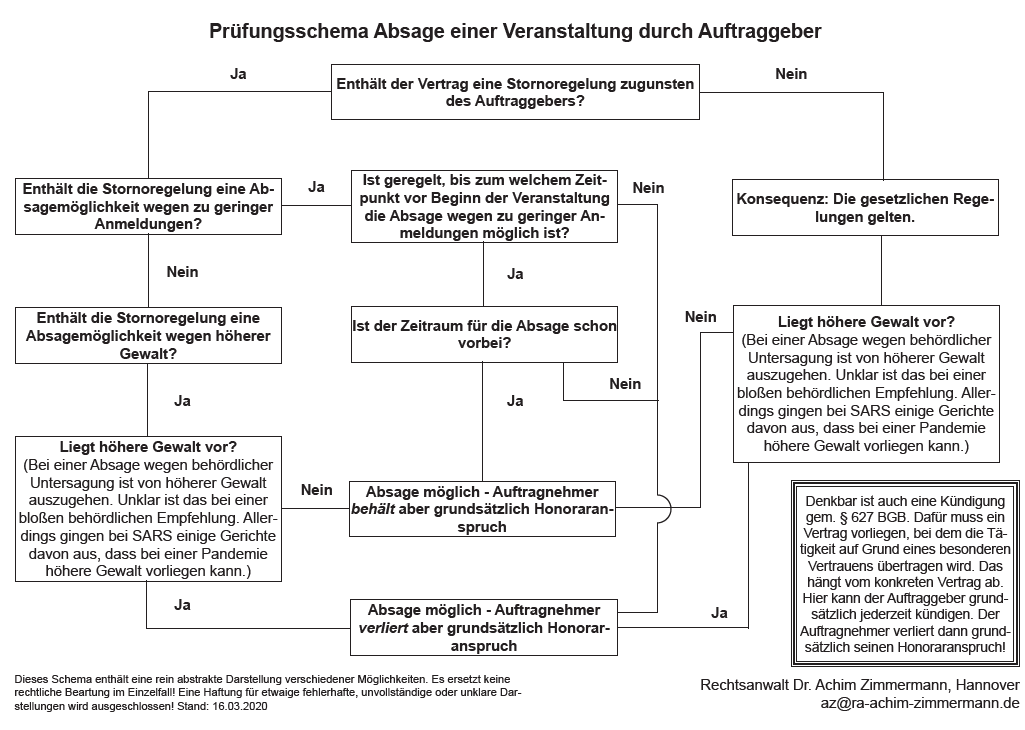 Prüfungsschema Absage einer Veranstaltung durch Auftraggeber
Ja
Nein
Enthält der Vertrag eine Stornoregelung zugunsten
des Auftraggebers?
Enthält die Stornoregelung eine Ab-
sagemöglichkeit wegen zu geringer
Anmeldungen?
Ja
Ist geregelt, bis zum welchem Zeit-
punkt vor Beginn der Veranstaltung
die Absage wegen zu geringer An-
meldungen möglich ist?
Nein
Konsequenz: Die gesetzlichen Rege-
lungen gelten.
Nein
Ja
Enthält die Stornoregelung eine
Absagemöglichkeit wegen höherer
Gewalt?
Ist der Zeitraum für die Absage schon
vorbei?
Nein
Liegt höhere Gewalt vor?
(Bei einer Absage wegen behördlicher
Untersagung ist von höherer Gewalt
auszugehen. Unklar ist das bei einer
bloßen behördlichen Empfehlung. Aller-
dings gingen bei SARS einige Gerichte
davon aus, dass bei einer Pandemie
höhere Gewalt vorliegen kann.)
Ja
Ja
Nein
Liegt höhere Gewalt vor?
(Bei einer Absage wegen behördlicher
Untersagung ist von höherer Gewalt
auszugehen. Unklar ist das bei einer
bloßen behördlichen Empfehlung. Aller-
dings gingen bei SARS einige Gerichte
davon aus, dass bei einer Pandemie
höhere Gewalt vorliegen kann.)
Nein
Absage möglich - Auftragnehmer
behält aber grundsätzlich Honoraran-
spruch
Denkbar ist auch eine Kündigung
gem. § 627 BGB. Dafür muss ein
Vertrag vorliegen, bei dem die Tä-
tigkeit auf Grund eines besonderen
Vertrauens übertragen wird. Das
hängt vom konkreten Vertrag ab.
Hier kann der Auftraggeber grund-
sätzlich jederzeit kündigen. Der
Auftragnehmer verliert dann grund-
sätzlich seinen Honoraranspruch!
Ja
Absage möglich - Auftragnehmer
verliert aber grundsätzlich Honorar-
anspruch
Ja
Dieses Schema enthält eine rein abstrakte Darstellung verschiedener Möglichkeiten. Es ersetzt keine
rechtliche Beartung im Einzelfall! Eine Haftung für etwaige fehlerhafte, unvollständige oder unklare Dar-
stellungen wird ausgeschlossen! Stand: 16.03.2020
Rechtsanwalt Dr. Achim Zimmermann, Hannover
az@ra-achim-zimmermann.de